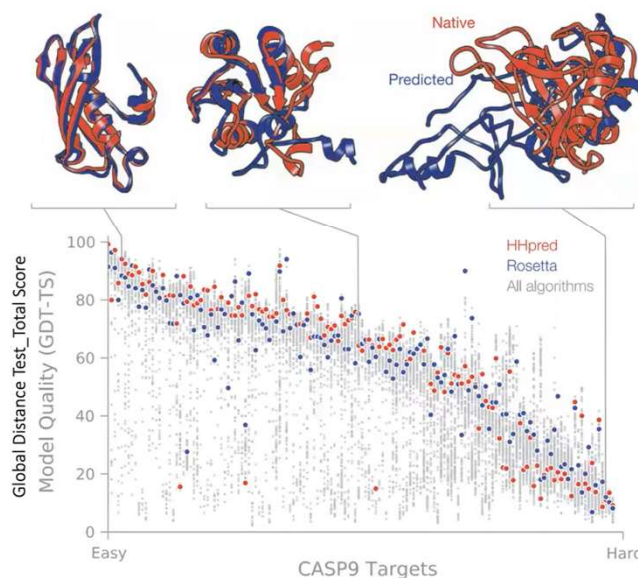 Native
Predicted
HHpred
Rosetta
All algorithms
Global Distance Test_Total Score
Model Quality (GDT-TS)
100
80
60
40
20
0
Easy
Hard
CASP9 Targets